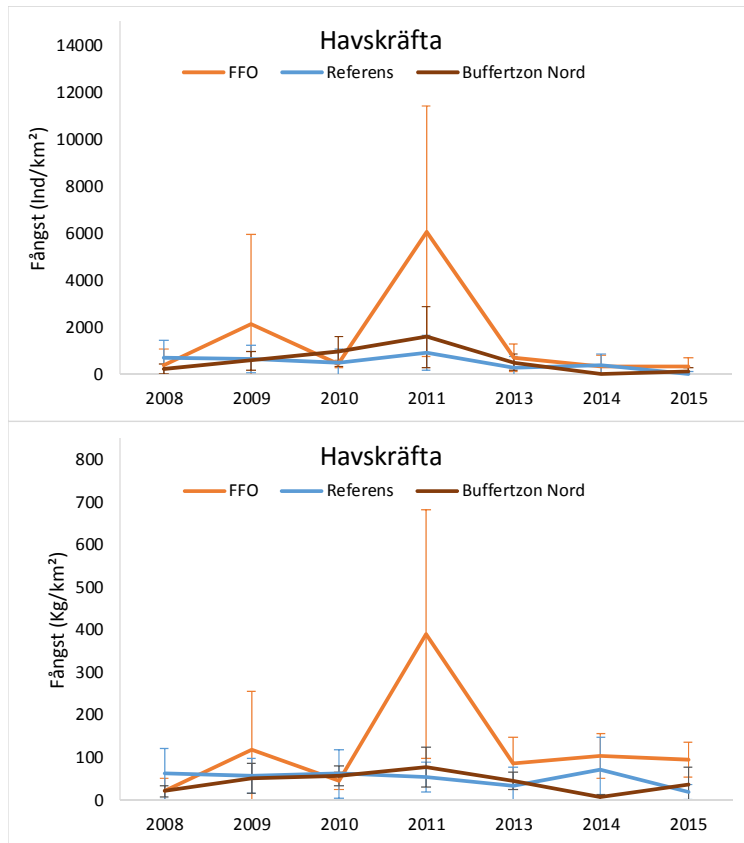 Havskräfta
FFO Referens Buffertzon Nord
Fångst (Ind/km²)
14000
12000
10000
8000
6000
4000
2000
0
2008 2009 2010 2011 2013 2014 2015
Havskräfta
FFO Referens Buffertzon Nord
Fångst (Kg/km²)
800
700
600
500
400
300
200
100
0
2008 2009 2010 2011 2013 2014 2015